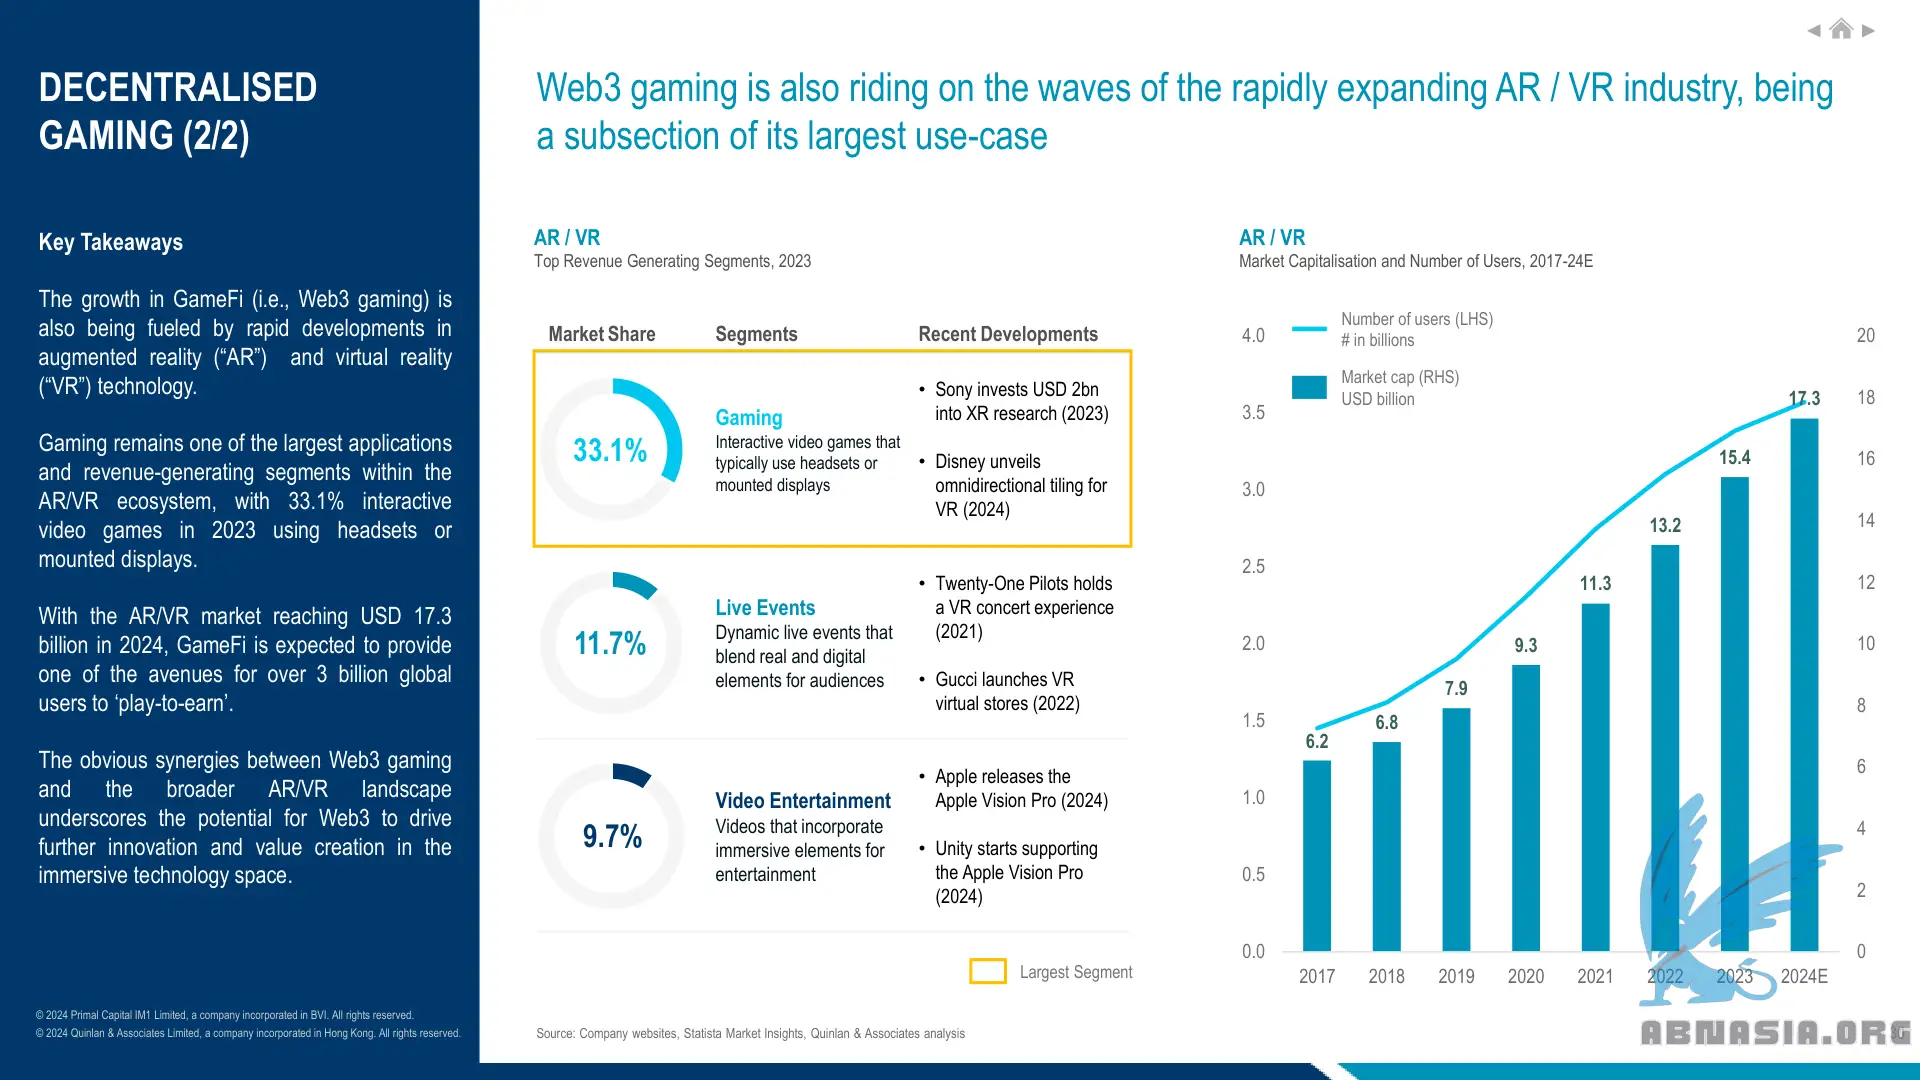 DECENTRALISED
GAMING (2/2)
Key Takeaways
The growth in GameFi (i.e., Web3 gaming) is
also being fueled by rapid developments in
augmented reality (“AR”) and virtual reality
(“VR”) technology.
Gaming remains one of the largest applications
and revenue-generating segments within the
AR/VR ecosystem, with 33.1% interactive
video games in 2023 using headsets or
mounted displays.
With the AR/VR market reaching USD 17.3
billion in 2024, GameFi is expected to provide
one of the avenues for over 3 billion global
users to ‘play-to-earn’.
The obvious synergies between Web3 gaming
and the broader AR/VR landscape
underscores the potential for Web3 to drive
further innovation and value creation in the
immersive technology space.
© 2024 Primal Capital IM1 Limited, a company incorporated in BVI. All rights reserved.
© 2024 Quinlan & Associates Limited, a company incorporated in Hong Kong. All rights reserved.
Web3 gaming is also riding on the waves of the rapidly expanding AR / VR industry, being
a subsection of its largest use-case
AR / VR
Top Revenue Generating Segments, 2023
Market Share Segments Recent Developments
33.1%
Gaming
Interactive video games that
typically use headsets or
mounted displays
• Sony invests USD 2bn
into XR research (2023)
• Disney unveils
omnidirectional tiling for
VR (2024)
11.7%
Live Events
Dynamic live events that
blend real and digital
elements for audiences
• Twenty-One Pilots holds
a VR concert experience
(2021)
• Gucci launches VR
virtual stores (2022)
9.7%
Video Entertainment
Videos that incorporate
immersive elements for
entertainment
• Apple releases the
Apple Vision Pro (2024)
• Unity starts supporting
the Apple Vision Pro
(2024)
Largest Segment
Source: Company websites, Statista Market Insights, Quinlan & Associates analysis
AR / VR
Market Capitalisation and Number of Users, 2017-24E
Number of users (LHS)
# in billions
Market cap (RHS)
USD billion
4.0
3.5
3.0
2.5
2.0
1.5
1.0
0.5
0.0
6.2
6.8
7.9
9.3
11.3
13.2
15.4
17.3
20
18
16
14
12
10
8
6
4
2
0
2017 2018 2019 2020 2021 2022 2023 2024E
ABNASIA.ORG